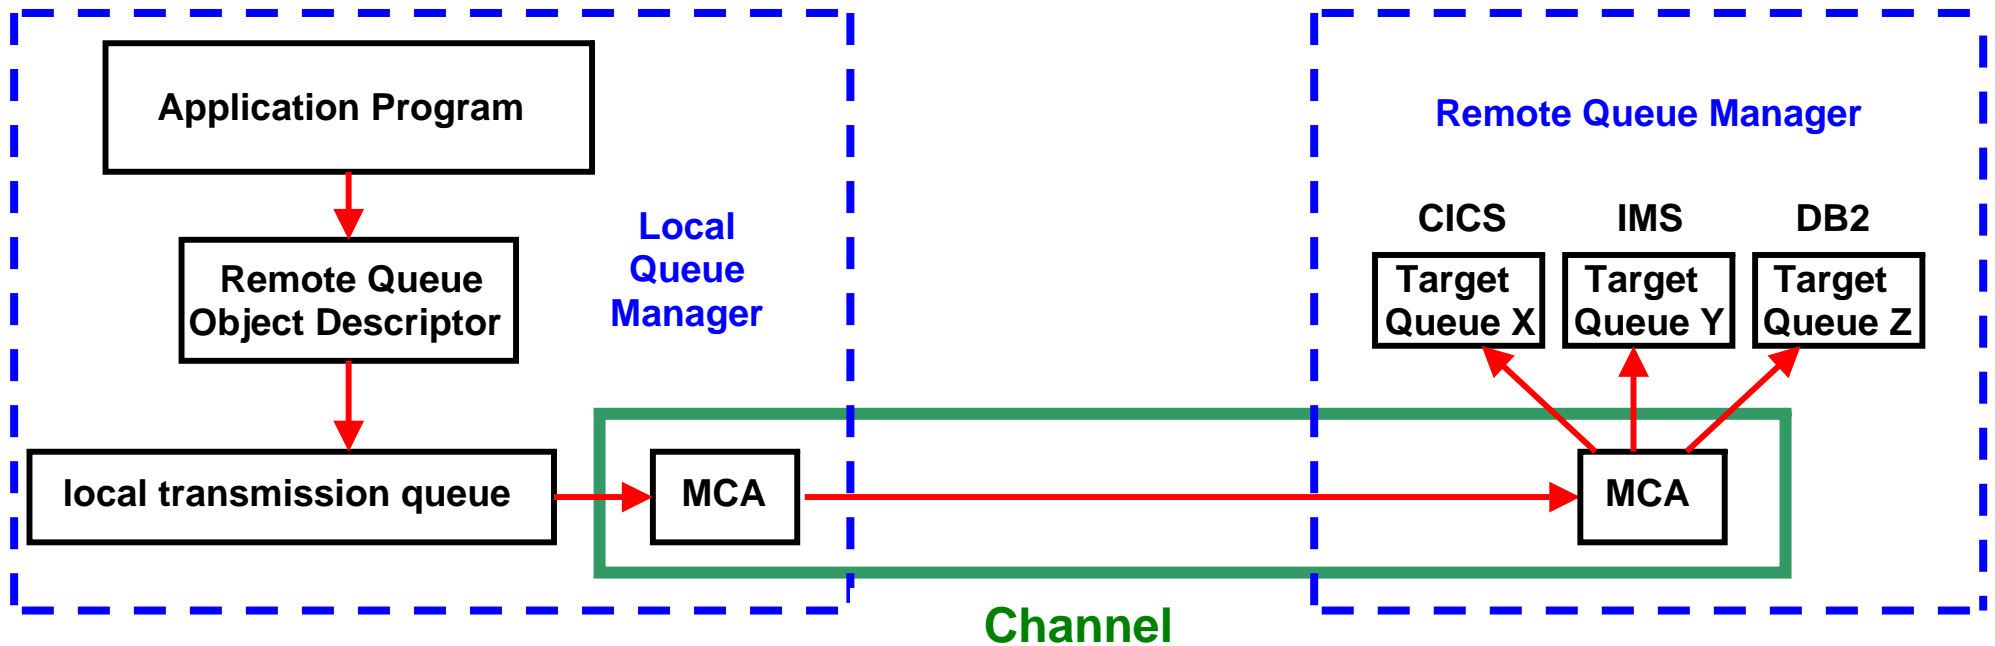 Application Program
Remote Queue
Object Descriptor
local transmission queue
Local
Queue
Manager
MCA
Channel
Remote Queue Manager
CICS
IMS
DB2
Target
Queue X
Target
Queue Y
Target
Queue Z
MCA